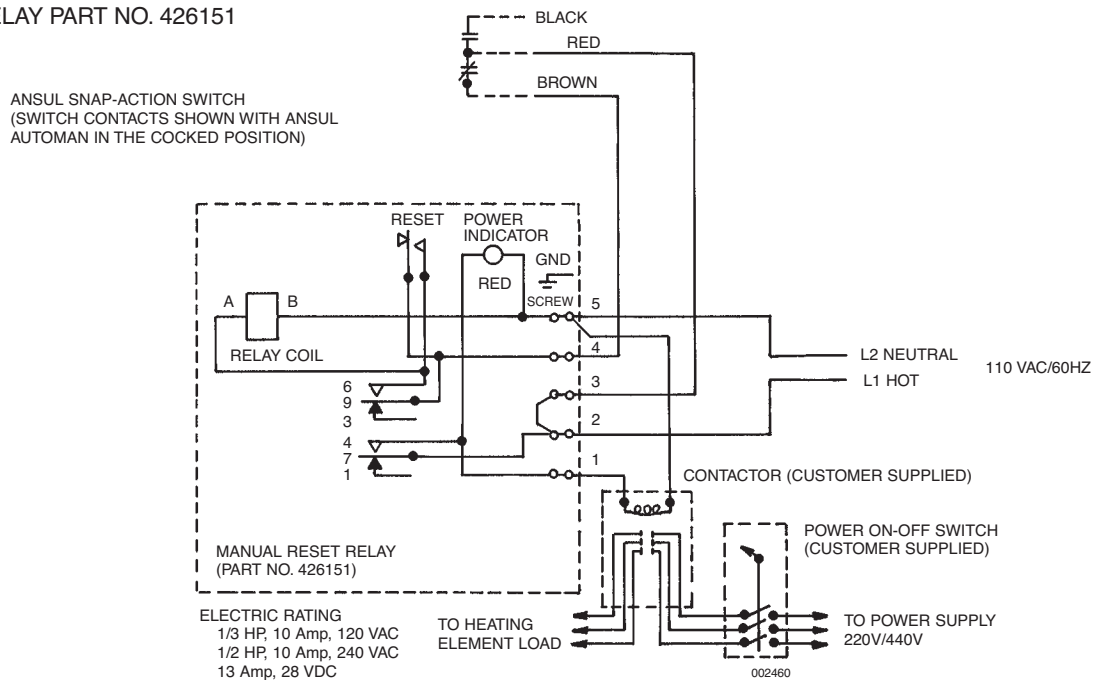 ELAY PART NO. 426151
BLACK
RED
BROWN
ANSUL SNAP-ACTION SWITCH
(SWITCH CONTACTS SHOWN WITH ANSUL
AUTOMAN IN THE COCKED POSITION)
RESET
POWER
INDICATOR
RED
GND
SCREW
5
A
B
RELAY COIL
4
3
2
1
6
9
3
4
7
1
L2 NEUTRAL
L1 HOT
110 VAC/60HZ
CONTACTOR (CUSTOMER SUPPLIED)
POWER ON-OFF SWITCH
(CUSTOMER SUPPLIED)
MANUAL RESET RELAY
(PART NO. 426151)
ELECTRIC RATING
1/3 HP, 10 Amp, 120 VAC
1/2 HP, 10 Amp, 240 VAC
13 Amp, 28 VDC
TO HEATING
ELEMENT LOAD
TO POWER SUPPLY
220V/440V
002460